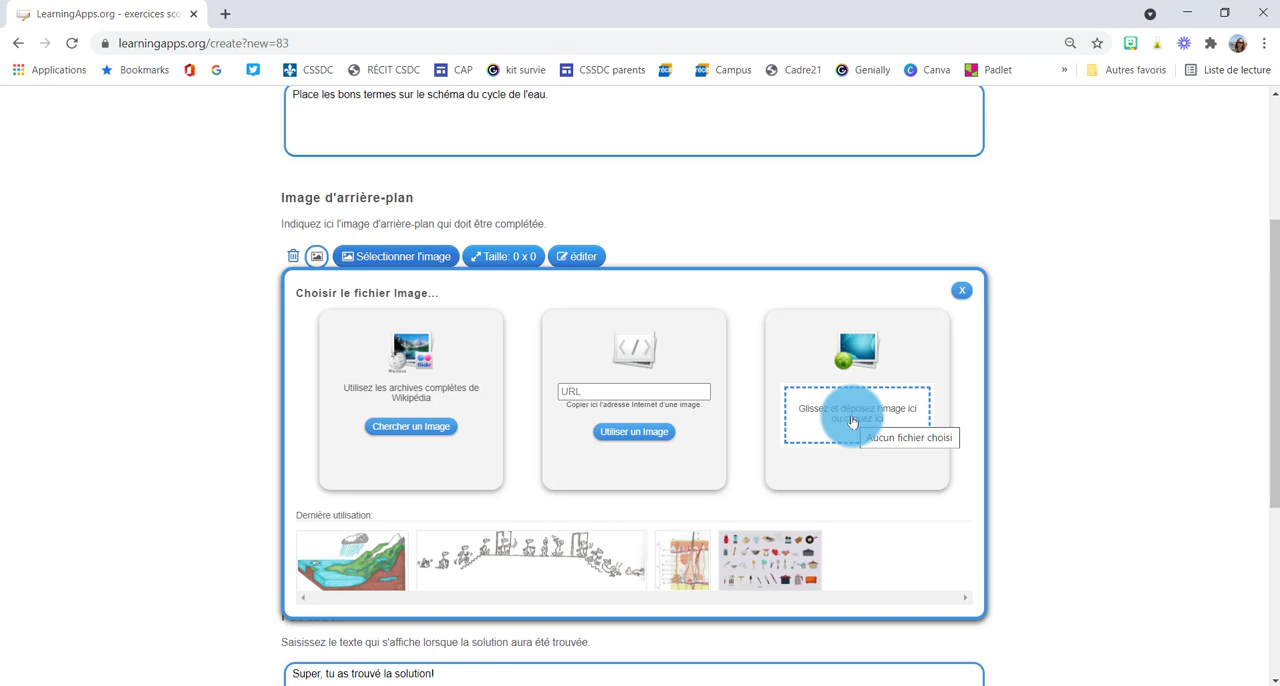 LearningApps.org - exercices sco
learningapps.org/create?new=83
Applications Bookmarks CSSDC RÉCIT CSDC CAP kit survie CSSDC parents Campus Cadre21 Genially Canva Padlet » Autres favoris Liste de lecture
Place les bons termes sur le schéma du cycle de l'eau.
Image d'arrière-plan
Indiquez ici l'image d'arrière-plan qui doit être complétée.
Sélectionner l'image Taille: 0 x 0 éditer
Choisir le fichier Image...
X
Utilisez les archives complètes de
Wikipédia
Chercher un Image
URL
Copier ici l'adresse Internet d'une image.
Utiliser un Image
Glissez et déposez l'image ici
ou cliquez ici
Aucun fichier choisi
Dernière utilisation:
Saisissez le texte qui s'affiche lorsque la solution aura été trouvée.
Super, tu as trouvé la solution!